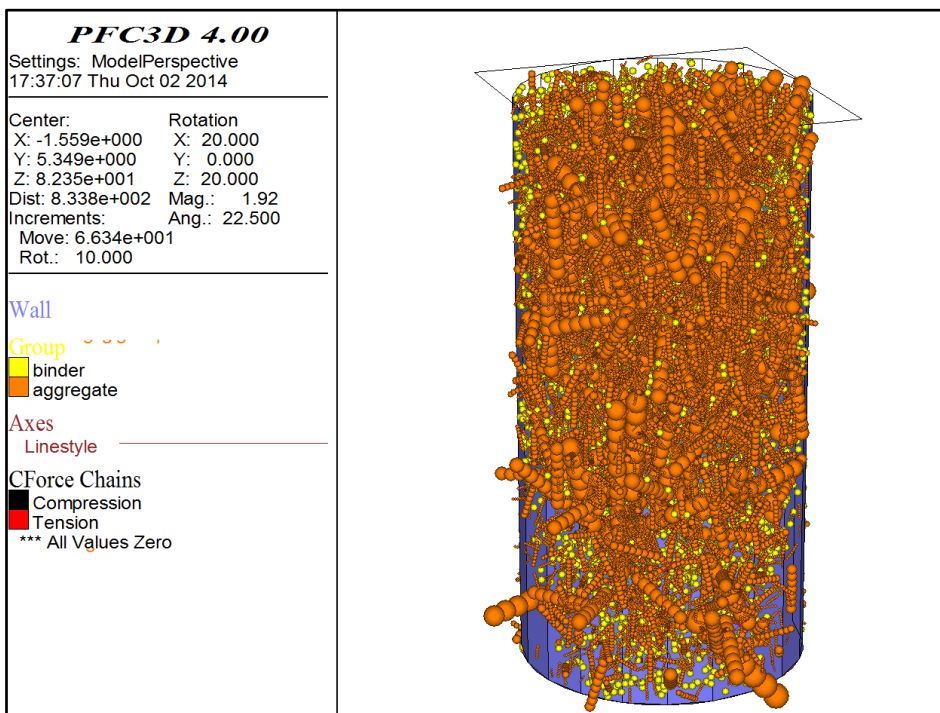 PFC3D 4.00
Settings: ModelPerspective
17:37:07 Thu Oct 02 2014
Center: Rotation
X: -1.559e+000 X: 20.000
Y: 5.349e+000 Y: 0.000
Z: 8.235e+001 Z: 20.000
Dist: 8.338e+002 Mag.: 1.92
Increments: Ang.: 22.500
Move: 6.634e+001
Rot.: 10.000
Wall
Group
binder
aggregate
Axes
Linestyle
CForce Chains
Compression
Tension
*** All Values Zero